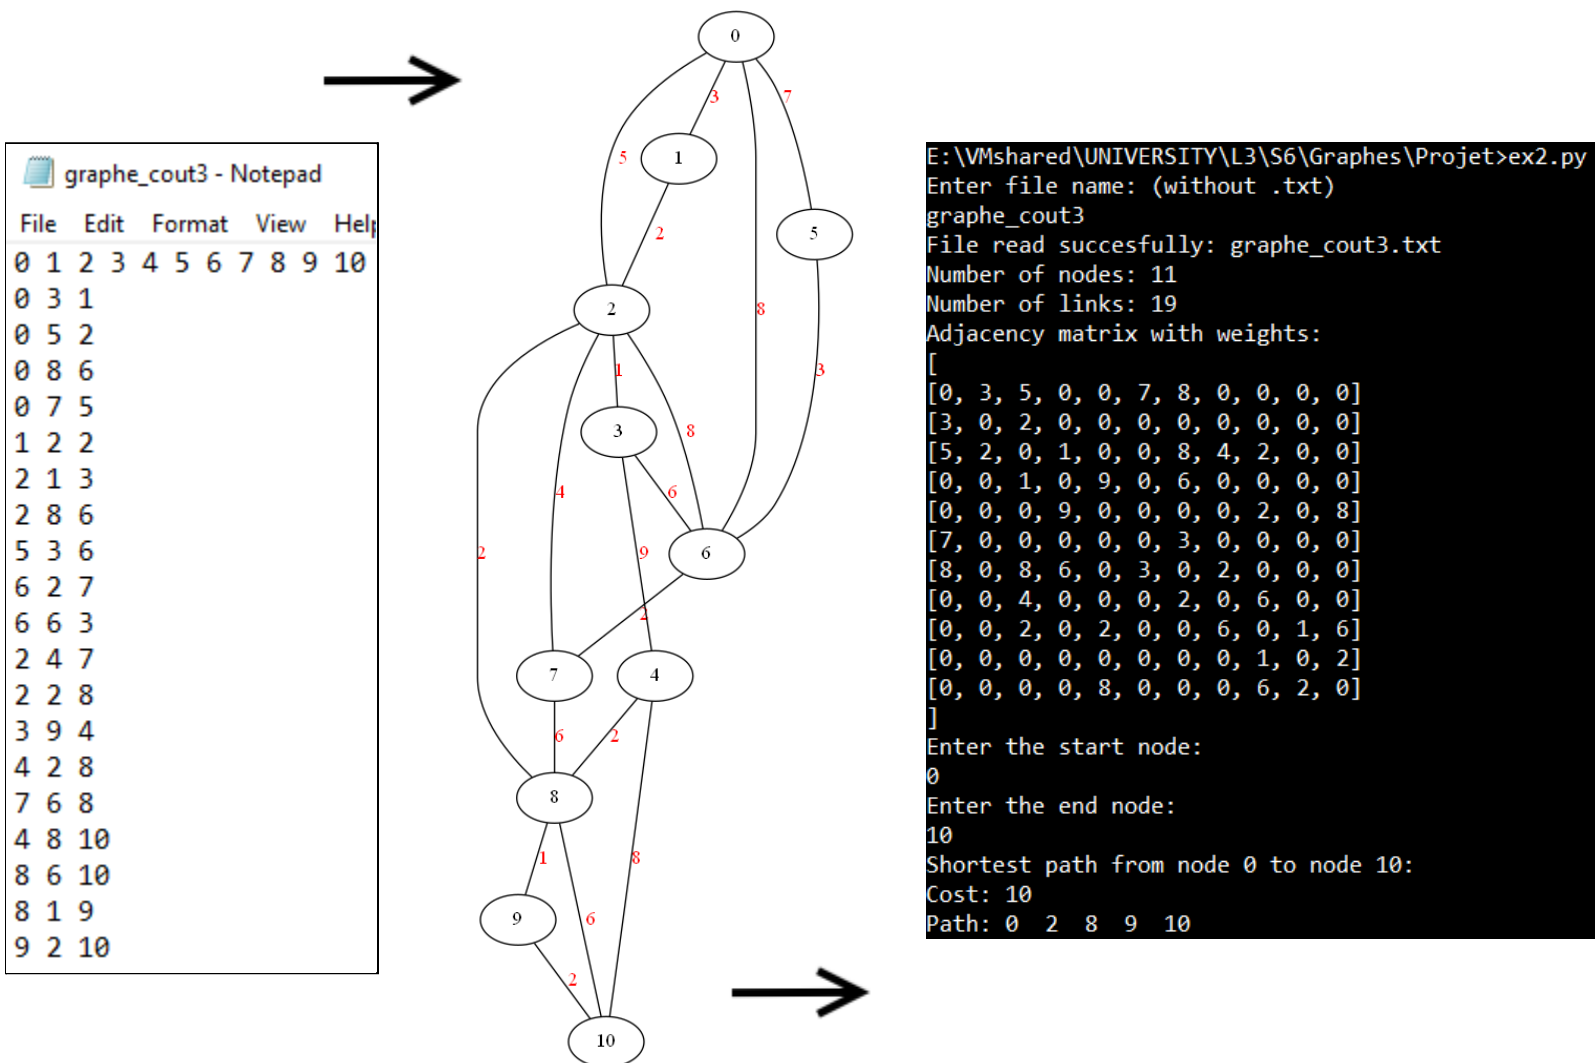 graphe_cout3 - Notepad
File Edit Format View Help
0 1 2 3 4 5 6 7 8 9 10
0 3 1
0 5 2
0 8 6
0 7 5
1 2 2
2 1 3
2 8 6
5 3 6
6 2 7
6 6 3
2 4 7
2 2 8
3 9 4
4 2 8
7 6 8
4 8 10
8 6 10
8 1 9
9 2 10
0
3
7
5
1
2
5
2
8
1
3
3
8
4
6
2
9
6
2
7
4
6
2
8
1
8
9
6
2
10
E:\VMshared\UNIVERSITY\L3\S6\Graphes\Projet>ex2.py
Enter file name: (without .txt)
graphe_cout3
File read succesfully: graphe_cout3.txt
Number of nodes: 11
Number of links: 19
Adjacency matrix with weights:
[
[0, 3, 5, 0, 0, 7, 8, 0, 0, 0, 0]
[3, 0, 2, 0, 0, 0, 0, 0, 0, 0, 0]
[5, 2, 0, 1, 0, 0, 8, 4, 2, 0, 0]
[0, 0, 1, 0, 9, 0, 6, 0, 0, 0, 0]
[0, 0, 0, 9, 0, 0, 0, 0, 2, 0, 8]
[7, 0, 0, 0, 0, 0, 3, 0, 0, 0, 0]
[8, 0, 8, 6, 0, 3, 0, 2, 0, 0, 0]
[0, 0, 4, 0, 0, 0, 2, 0, 6, 0, 0]
[0, 0, 2, 0, 2, 0, 0, 6, 0, 1, 6]
[0, 0, 0, 0, 0, 0, 0, 0, 1, 0, 2]
[0, 0, 0, 0, 8, 0, 0, 0, 6, 2, 0]
]
Enter the start node:
0
Enter the end node:
10
Shortest path from node 0 to node 10:
Cost: 10
Path: 0 2 8 9 10